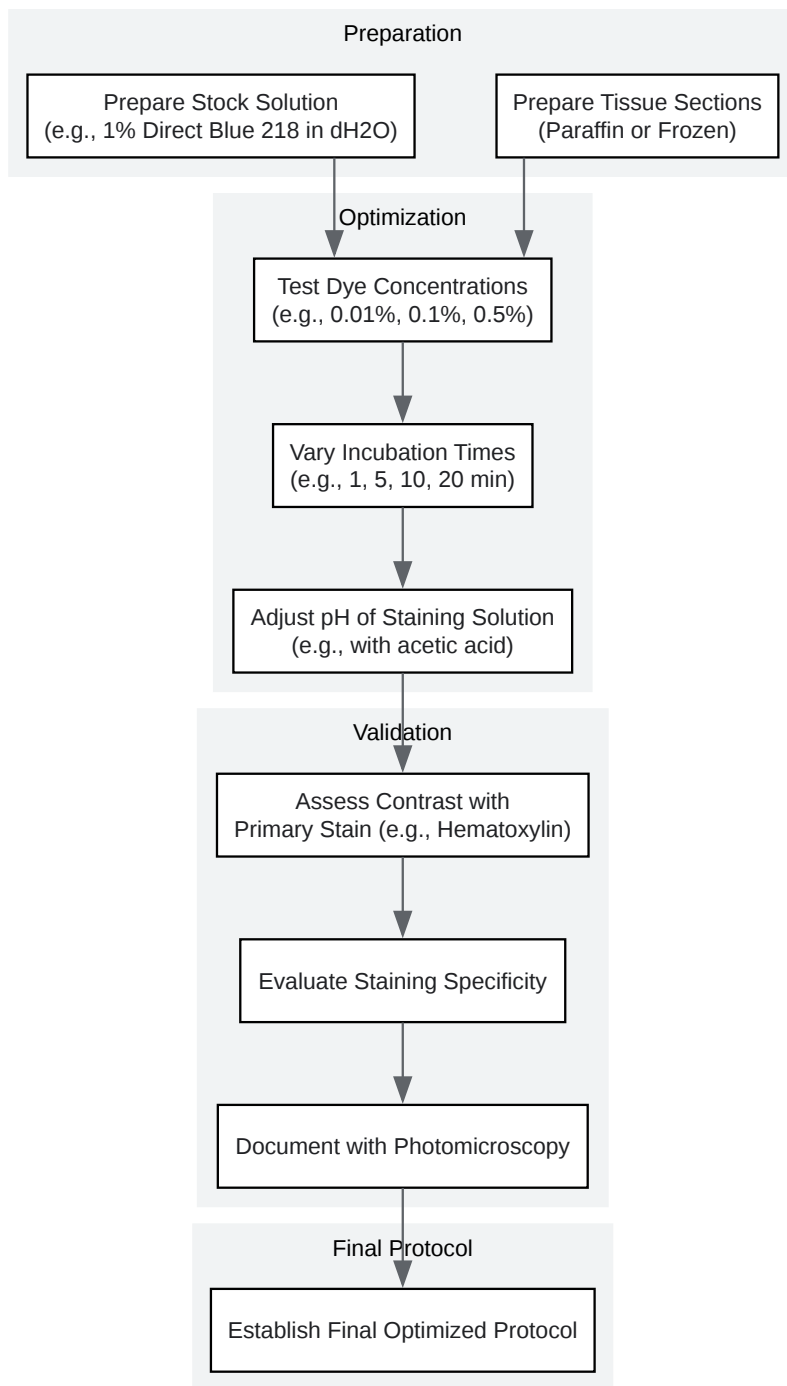 Preparation
Prepare Stock Solution
(e.g., 1% Direct Blue 218 in dH2O)
Prepare Tissue Sections
(Paraffin or Frozen)
Optimization
Test Dye Concentrations
(e.g., 0.01%, 0.1%, 0.5%)
Vary Incubation Times
(e.g., 1, 5, 10, 20 min)
Adjust pH of Staining Solution
(e.g., with acetic acid)
Validation
Assess Contrast with
Primary Stain (e.g., Hematoxylin)
Evaluate Staining Specificity
Document with Photomicroscopy
Final Protocol
Establish Final Optimized Protocol